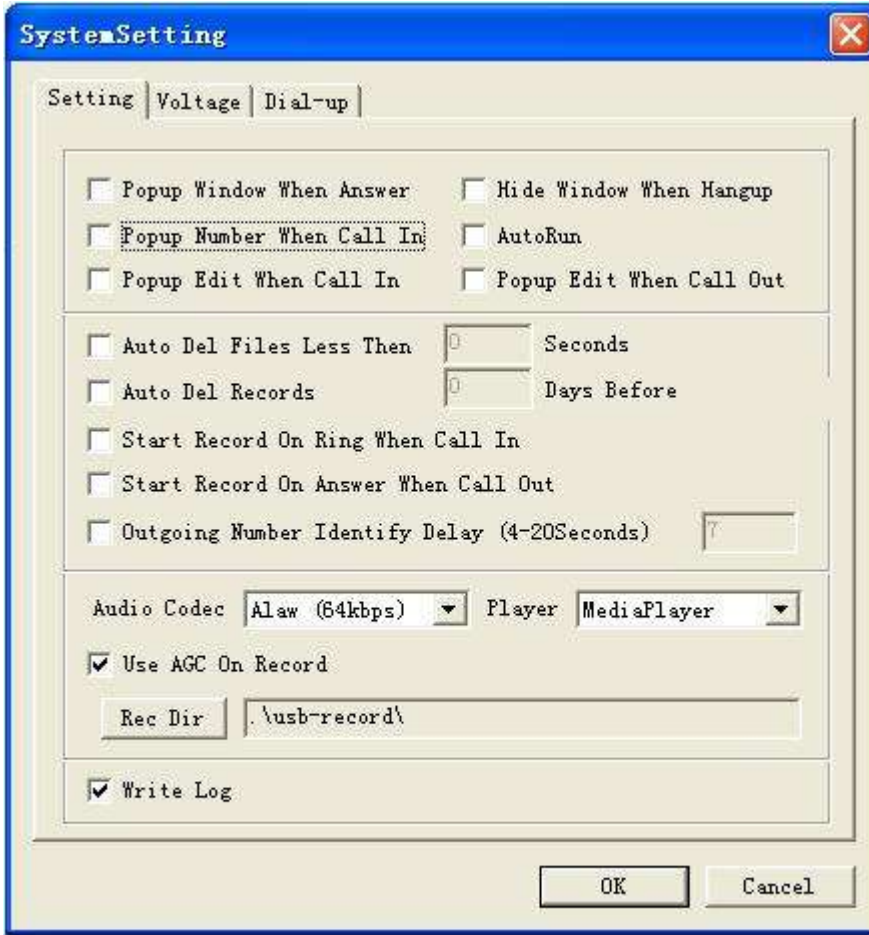 SystemSetting
Setting Voltage Dial-up
Popup Window When Answer Hide Window When Hangup
Popup Number When Call In AutoRun
Popup Edit When Call In Popup Edit When Call Out
Auto Del Files Less Then 0 Seconds
Auto Del Records 0 Days Before
Start Record On Ring When Call In
Start Record On Answer When Call Out
Outgoing Number Identify Delay (4-20Seconds) 7
Audio Codec Alaw (64kbps) Player MediaPlayer
Use AGC On Record
Rec Dir .\usb-record\
Write Log
OK Cancel